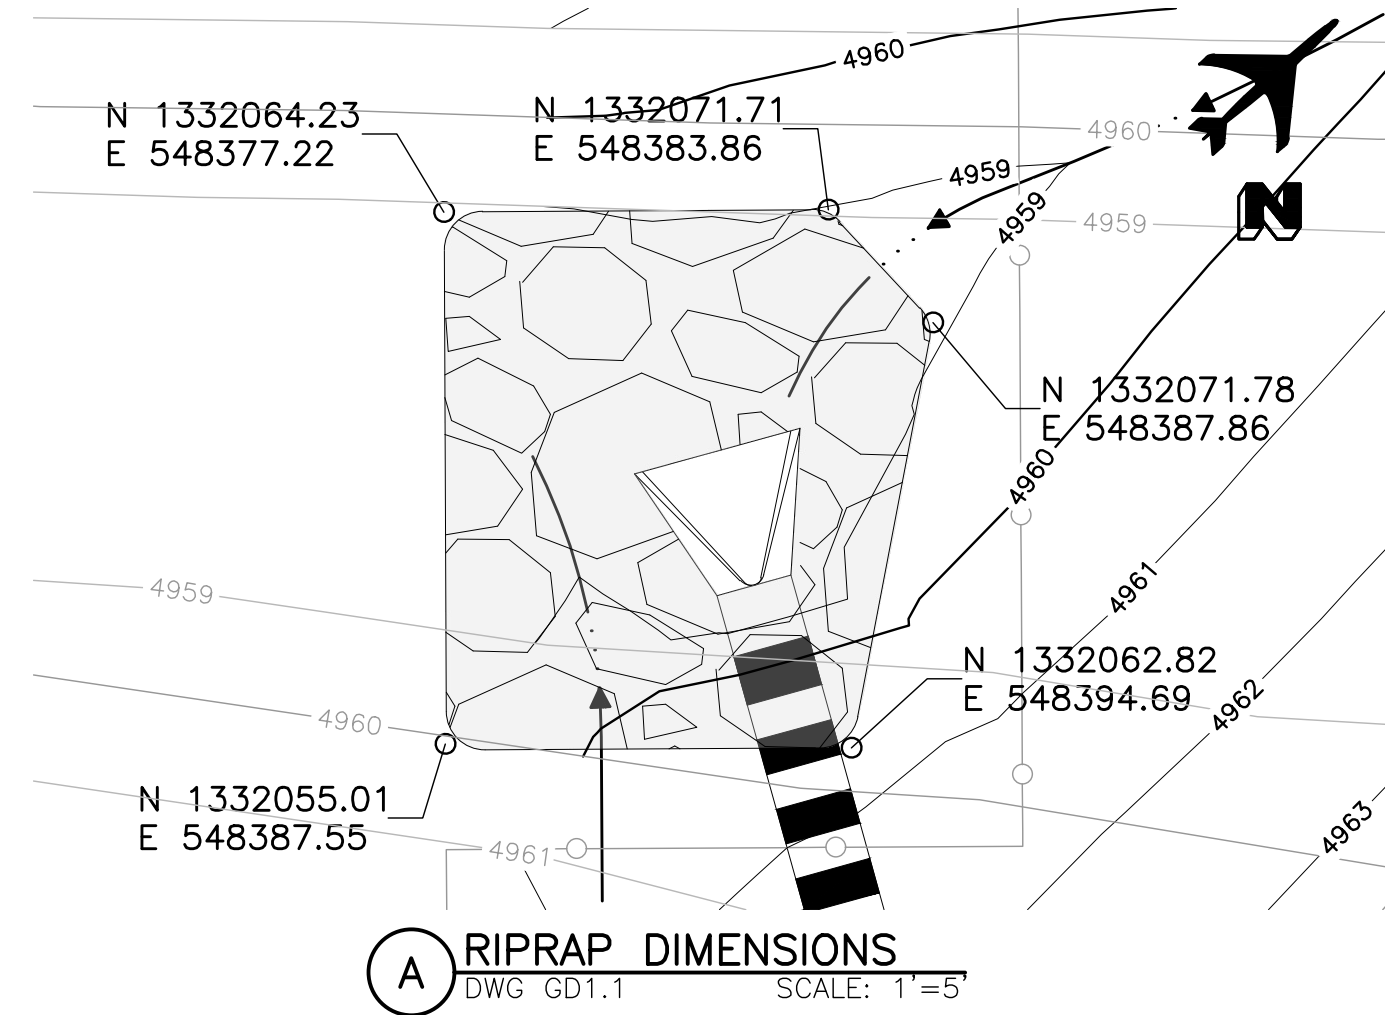 4960
N 1332064.23
E 548377.22
N 1332071.71
E 548383.86
4960
4959
4959
4959
N
N 1332071.78
E 548387.86
4960
4961
4959
N 1332062.82
E 548394.69
4962
4960
N 1332055.01
E 548387.55
4961
4963
A
RIPRAP DIMENSIONS
DWG GD1.1
SCALE: 1'=5'